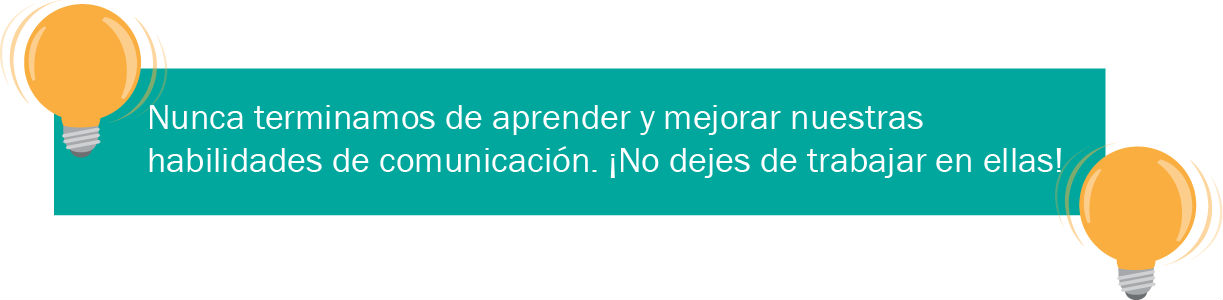 Nunca terminamos de aprender y mejorar nuestras
habilidades de comunicación. ¡No dejes de trabajar en ellas!